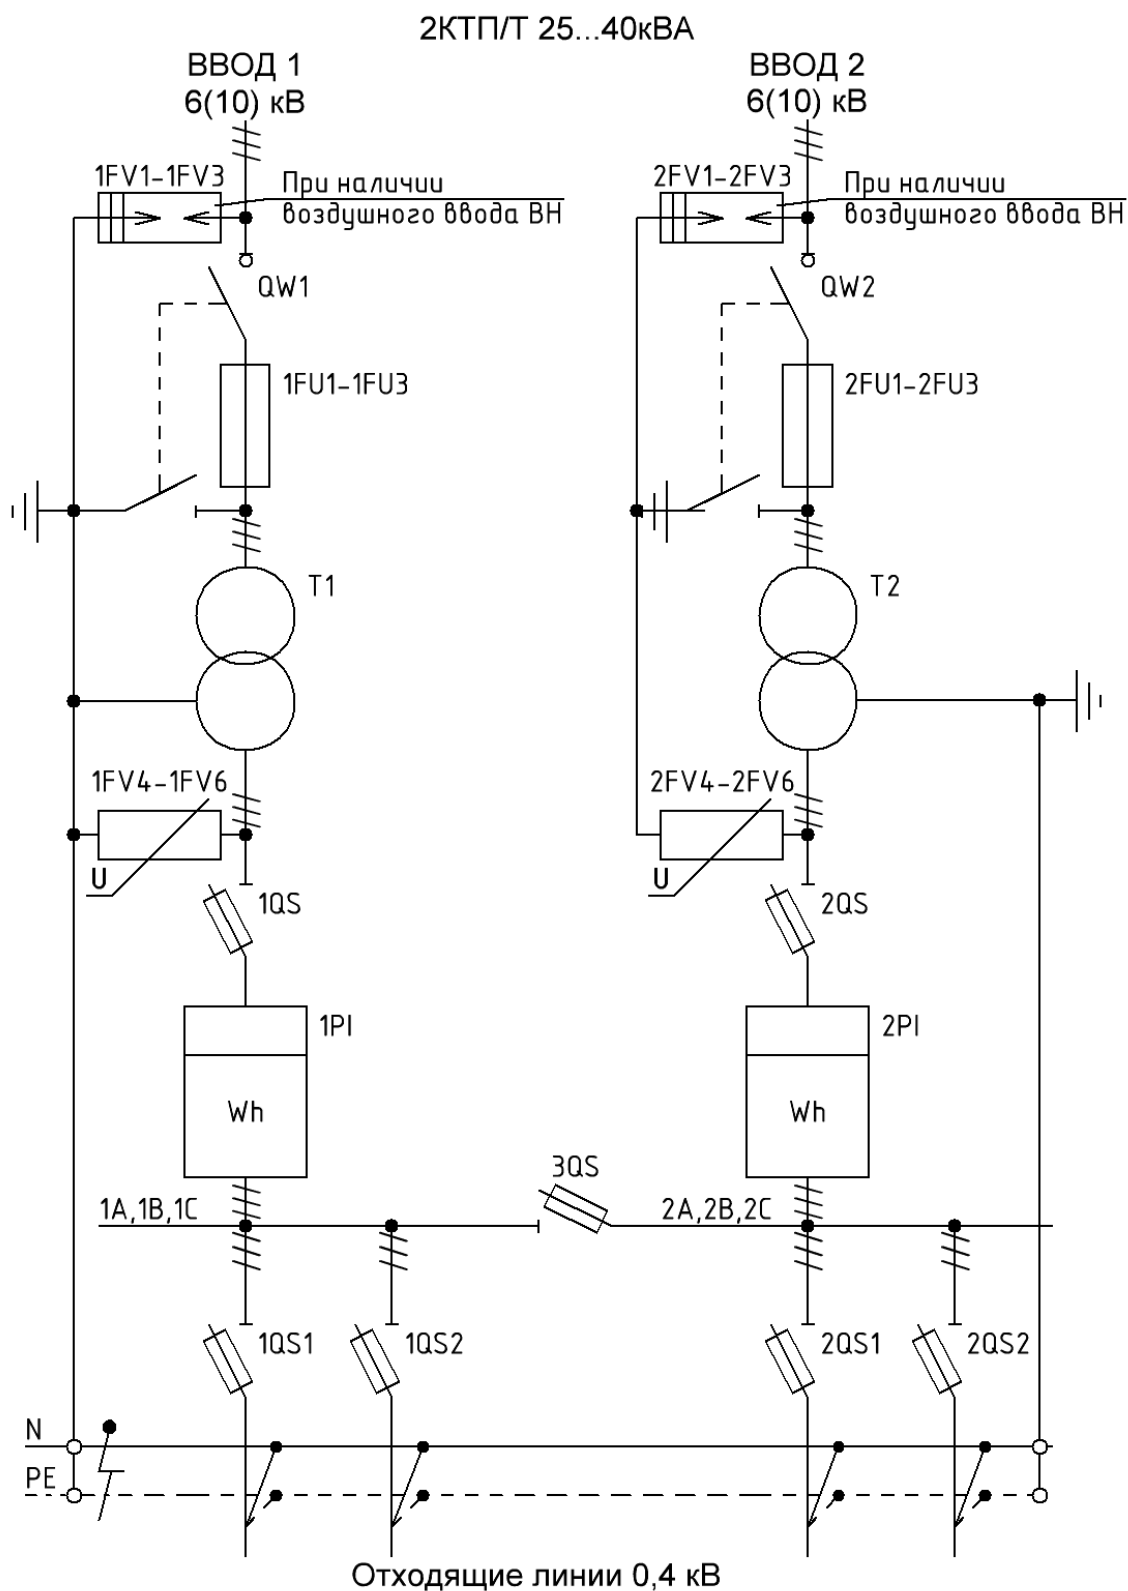 2КТП/Т 25...40кВА
ВВОД 1
6(10) кВ
ВВОД 2
6(10) кВ
1FV1-1FV3
При наличии
воздушного ввода ВН
2FV1-2FV3
При наличии
воздушного ввода ВН
QW1
QW2
1FU1-1FU3
2FU1-2FU3
T1
T2
1FV4-1FV6
2FV4-2FV6
U
U
1QS
2QS
1PI
2PI
Wh
Wh
3QS
1A,1B,1C
2A,2B,2C
1QS1
1QS2
2QS1
2QS2
N
PE
Отходящие линии 0,4 кВ